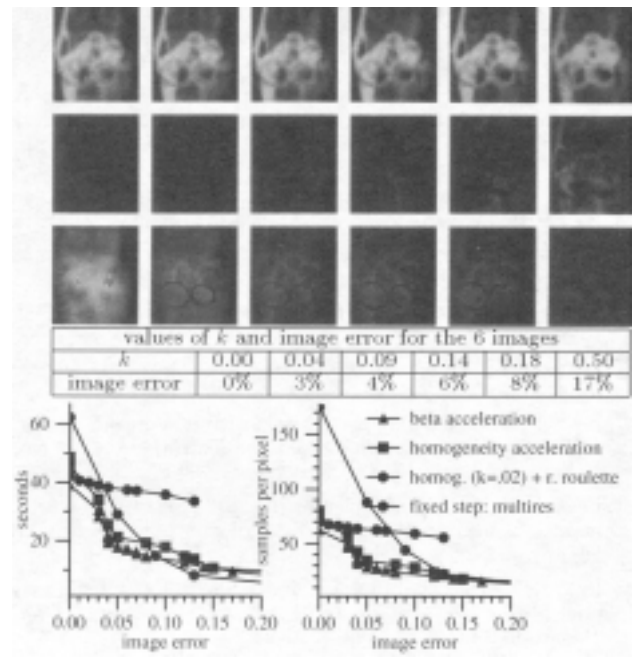 values of k and image error for the 6 images
k 0.00 0.04 0.09 0.14 0.18 0.50
image error 0% 3% 4% 6% 8% 17%
60
40
20
seconds
0.00 0.05 0.10 0.15 0.20
image error
150
100
50
samples per pixel
0.00 0.05 0.10 0.15 0.20
image error
beta acceleration
homogeneity acceleration
homog. (k=.02) + r. roulette
fixed step: multires